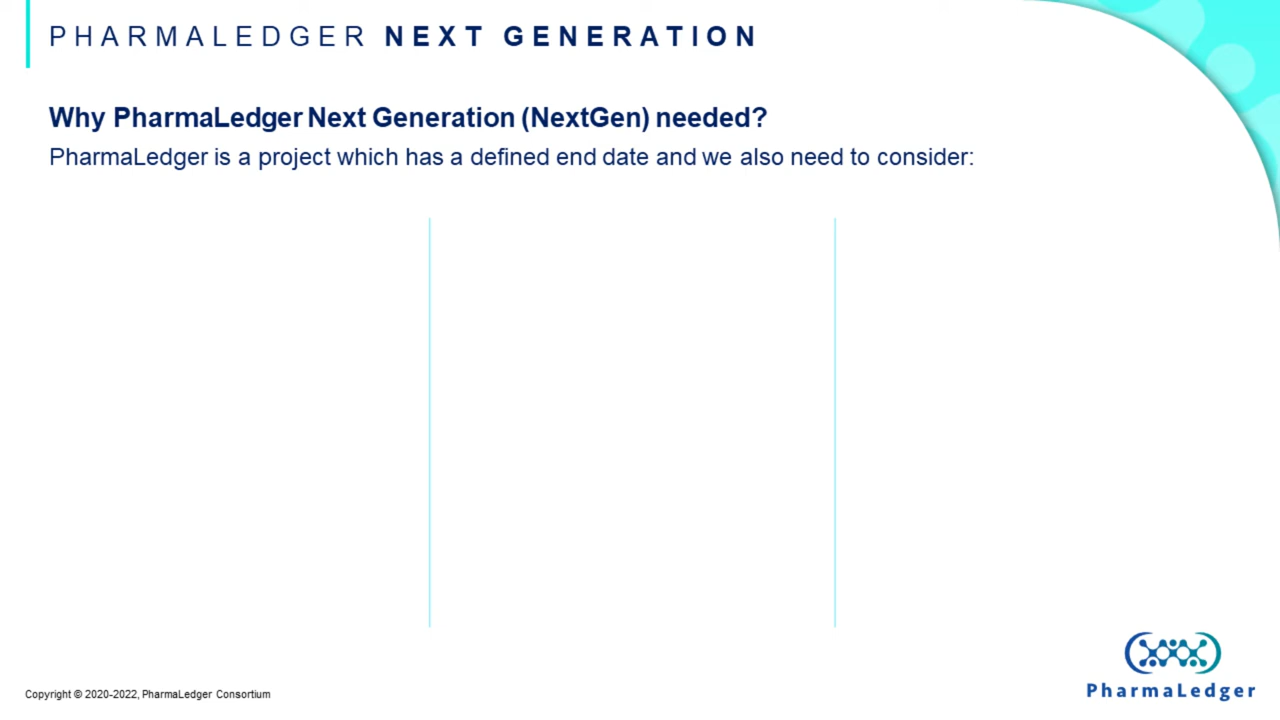 PHARMALEDGER NEXT GENERATION
Why PharmaLedger Next Generation (NextGen) needed?
PharmaLedger is a project which has a defined end date and we also need to consider:
PharmaLedger
Copyright © 2020-2022, PharmaLedger Consortium